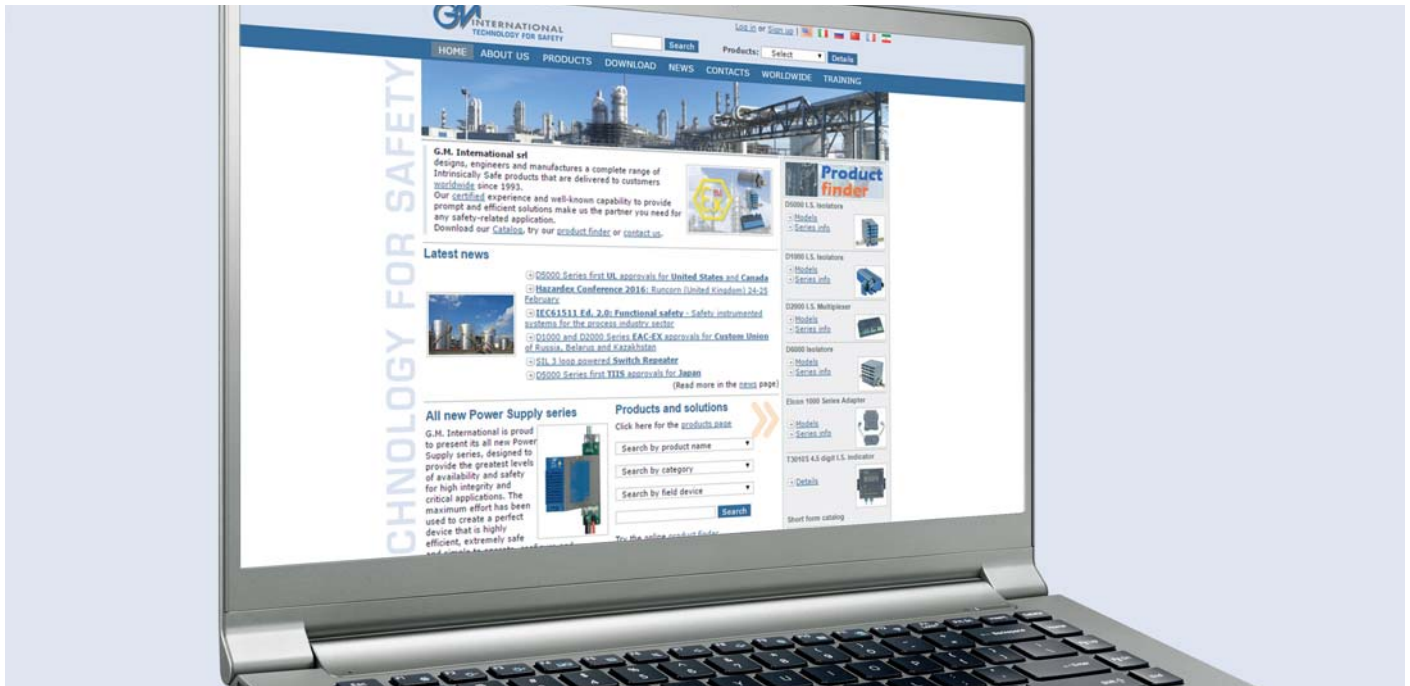 GM
INTERNATIONAL
TECHNOLOGY FOR SAFETY
Log in or Sign up |
Search
Products: Select Details
HOME ABOUT US PRODUCTS DOWNLOAD NEWS CONTACTS WORLDWIDE TRAINING
CHNOLOGY FOR SAFETY
G.M. International srl
designs, engineers and manufactures a complete range of
Intrinsically Safe products that are delivered to customers
worldwide since 1993.
Our certified experience and well-known capability to provide
prompt and efficient solutions make us the partner you need for
any safety-related application.
Download our Catalog, try our product finder or contact us.
Latest news
D5000 Series first UL approvals for United States and Canada
Hazardex Conference 2016: Runcorn (United Kingdom) 24-25
February
IEC61511 Ed. 2.0: Functional safety - Safety instrumented
systems for the process industry sector
D1000 and D2000 Series EAC-EX approvals for Custom Union
of Russia, Belarus and Kazakhstan
SIL 3 loop powered Switch Repeater
D5000 Series first TIIS approvals for Japan
(Read more in the news page)
All new Power Supply series
G.M. International is proud
to present its all new Power
Supply series, designed to
provide the greatest levels
of availability and safety
for high integrity and
critical applications. The
maximum effort has been
used to create a perfect
device that is highly
efficient, extremely safe
and simple to operate, configure and
Products and solutions
Click here for the products page
Search by product name
Search by category
Search by field device
Search
Try the online product finder
Product
finder
D5000 I.S. Isolators
Models
Series info
D1000 I.S. Isolators
Models
Series info
D2000 I.S. Multiplexer
Models
Series info
D6000 Isolators
Models
Series info
Elcon 1000 Series Adapter
Models
Series info
T3010S 4.5 digit I.S. Indicator
Details
Short form catalog